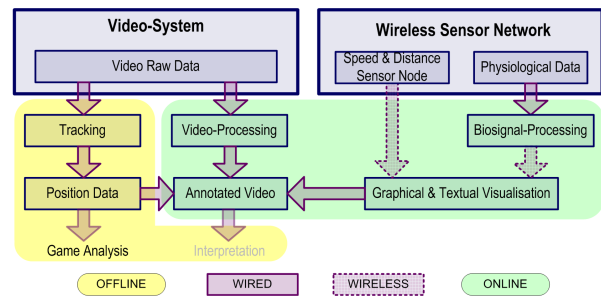 Video-System
Wireless Sensor Network
Video Raw Data
Speed & Distance
Sensor Node
Physiological Data
Tracking
Video-Processing
Biosignal-Processing
Position Data
Annotated Video
Graphical & Textual Visualisation
Game Analysis
Interpretation
OFFLINE
WIRED
WIRELESS
ONLINE